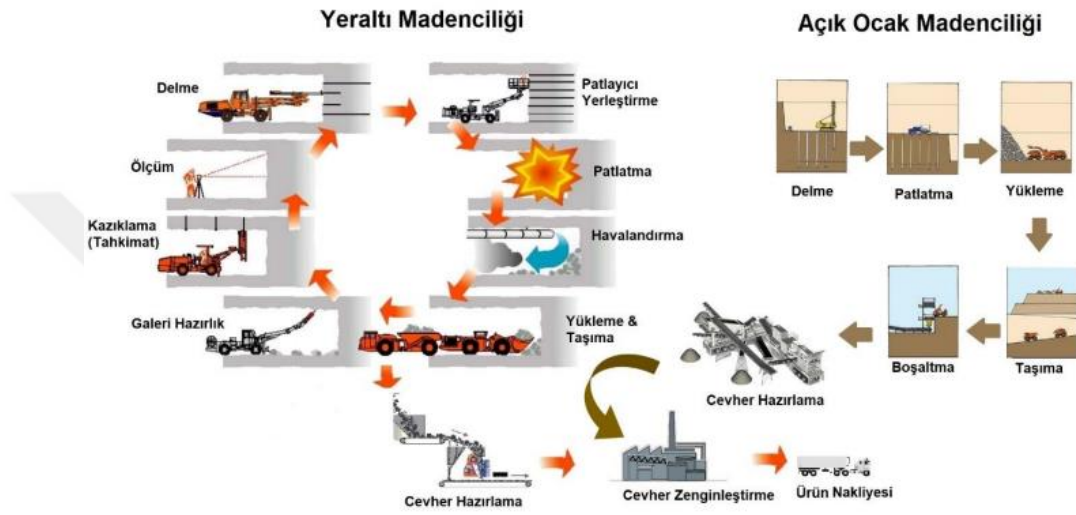 Yeraltı Madenciliği
Açık Ocak Madenciliği
Delme
Patlayıcı
Yerleştirme
Ölçüm
Patlatma
Kazıklama
(Tahkimat)
Havalandırma
Galeri Hazırlık
Yükleme &
Taşıma
Cevher Hazırlama
Delme
Patlatma
Yükleme
Boşaltma
Taşıma
Cevher Hazırlama
Cevher Zenginleştirme
Ürün Nakliyesi